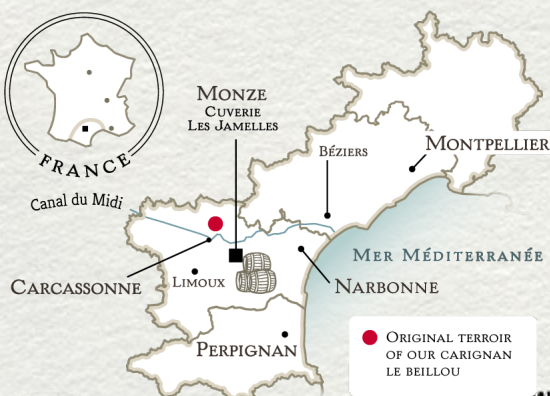 FRANCE
MONZE
CUVERIE
LES JAMELLES
BÉZIERS
MONTPELLIER
Canal du Midi
MER MÉDITERRANÉE
CARCASSONNE
LIMOUX
NARBONNE
PERPIGNAN
ORIGINAL TERROIR
OF OUR CARIGNAN
LE BEILLOU